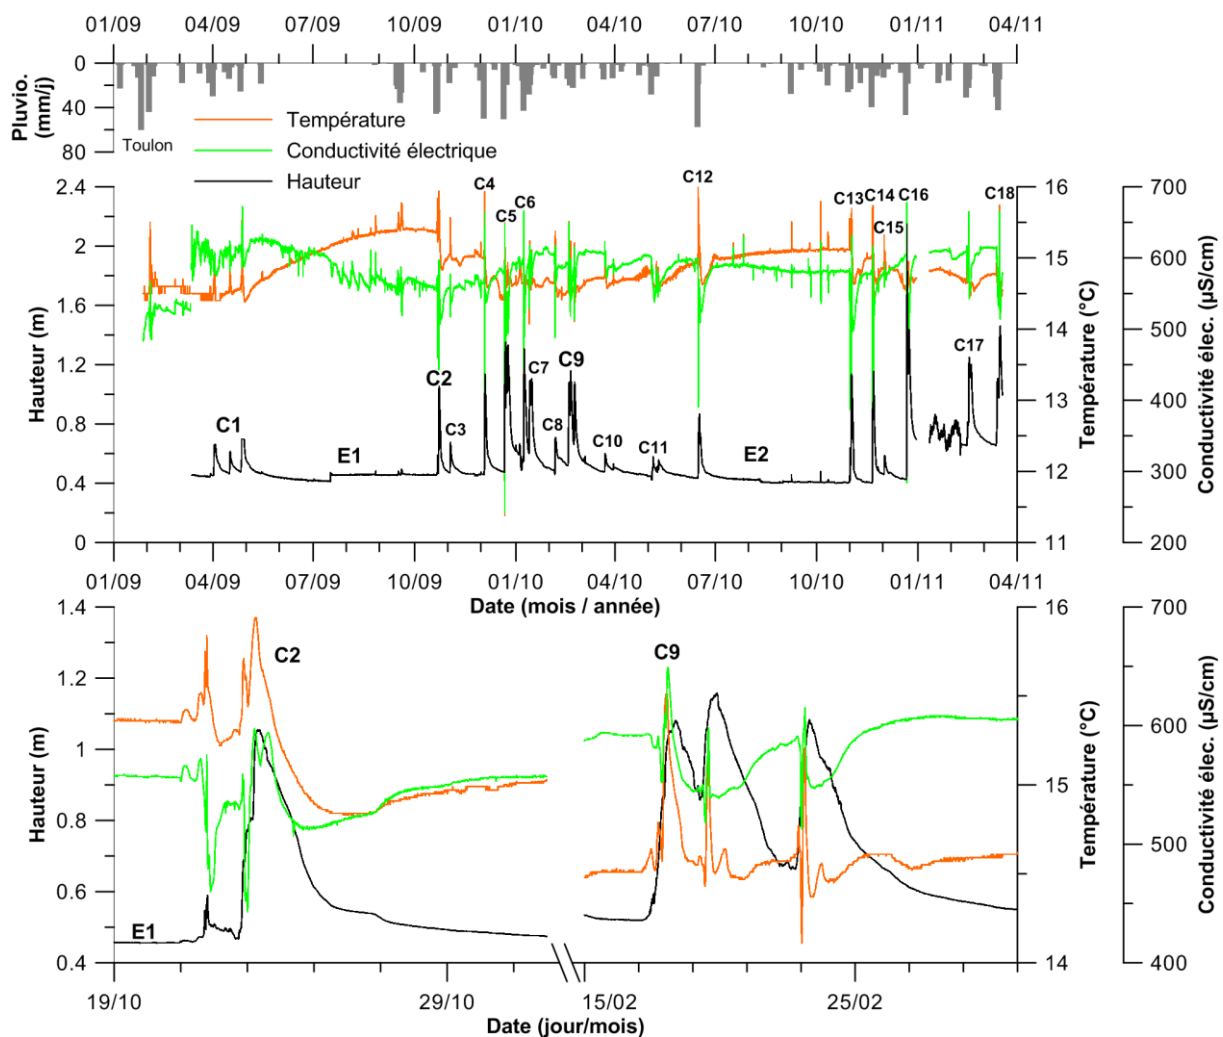 01/09 04/09 07/09 10/09 01/10 04/10 07/10 10/10 01/11 04/11
Pluvio.
(mm/j)
0
40
80
Toulon
Température
Conductivité électrique
Hauteur
Hauteur (m)
2.4
2
1.6
1.2
0.8
0.4
0
C1 E1 C2 C3 C4 C5 C6 C7 C8 C9 C10 C11 C12 E2 C13 C14 C15 C16 C17 C18
16
15
14
13
12
11
Température (°C)
700
600
500
400
300
200
Conductivité élec. (µS/cm)
01/09 04/09 07/09 10/09 01/10 04/10 07/10 10/10 01/11 04/11
Date (mois / année)
Hauteur (m)
1.4
1.2
1
0.8
0.6
0.4
E1 C2 C9
16
15
14
Température (°C)
700
600
500
400
Conductivité élec. (µS/cm)
19/10 29/10 15/02 25/02
Date (jour/mois)